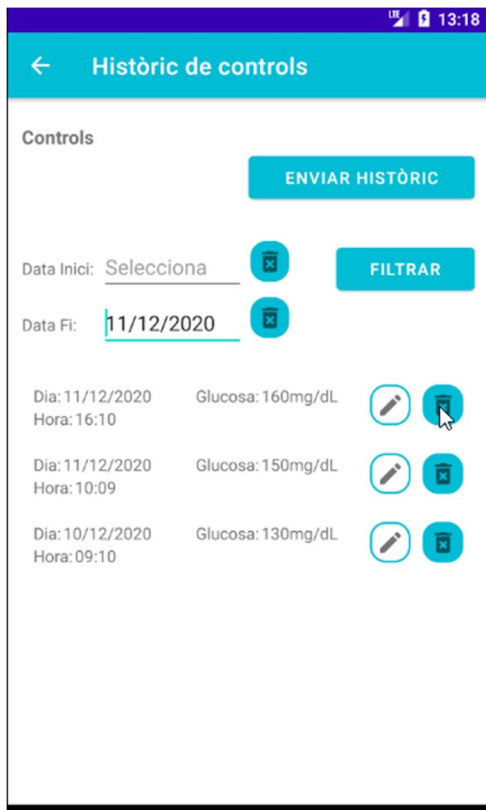 LTE 13:18
Històric de controls
Controls
ENVIAR HISTÒRIC
Data Inici: Selecciona
FILTRAR
Data Fi: 11/12/2020
Dia: 11/12/2020 Glucosa: 160mg/dL
Hora: 16:10
Dia: 11/12/2020 Glucosa: 150mg/dL
Hora: 10:09
Dia: 10/12/2020 Glucosa: 130mg/dL
Hora: 09:10